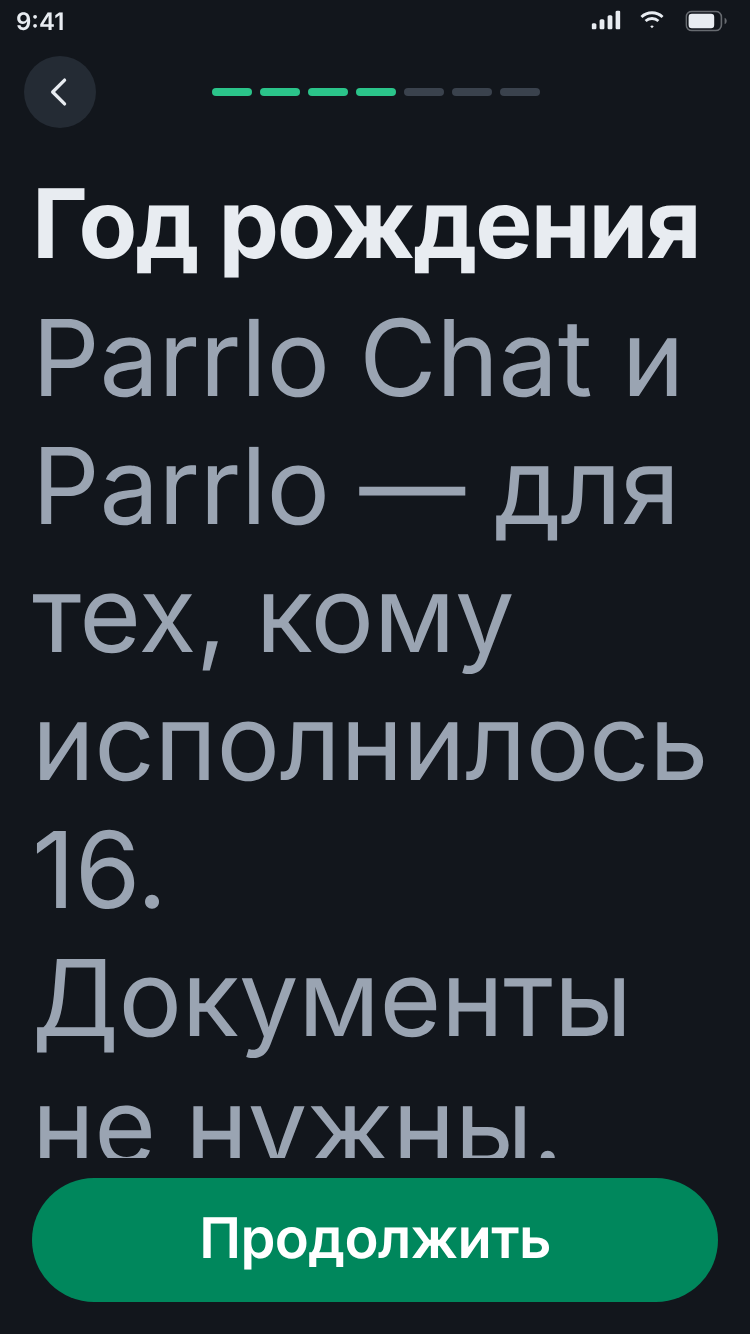 9:41
Год рождения
Parrlo Chat и
Parrlo — для
тех, кому
исполнилось
16.
Документы
не нужны.
Продолжить